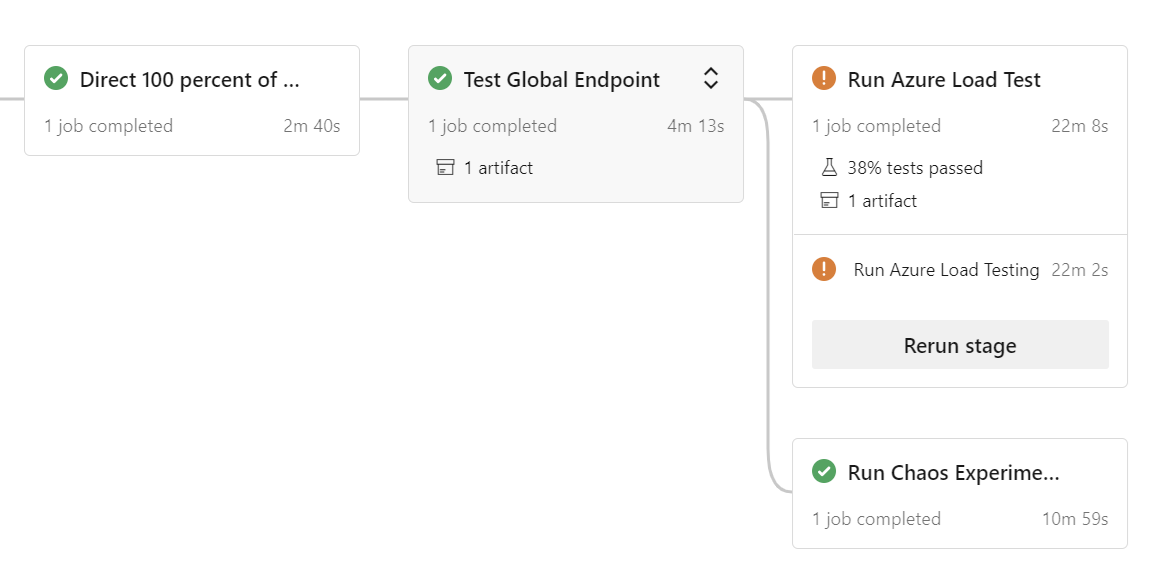 Direct 100 percent of ...
1 job completed 2m 40s
Test Global Endpoint
1 job completed 4m 13s
1 artifact
Run Azure Load Test
1 job completed 22m 8s
38% tests passed
1 artifact
Run Azure Load Testing 22m 2s
Rerun stage
Run Chaos Experime...
1 job completed 10m 59s